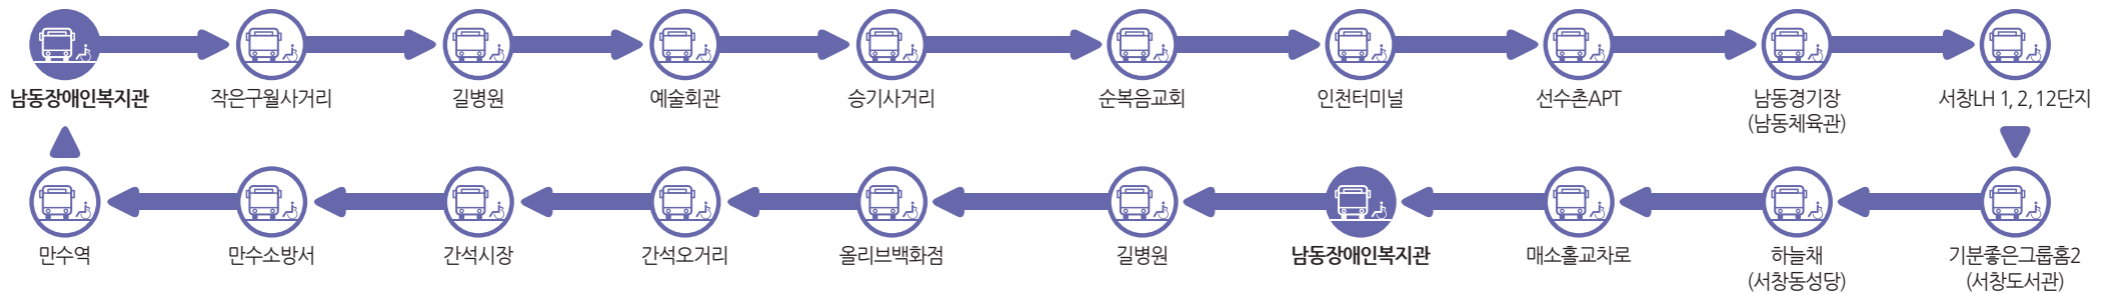 남동장애인복지관
작은구월사거리
길병원
예술회관
승기사거리
순복음교회
인천터미널
선수촌APT
남동경기장
(남동체육관)
서창LH 1, 2, 12단지
만수역
만수소방서
간석시장
간석오거리
올리브백화점
길병원
남동장애인복지관
매소홀교차로
하늘채
(서창동성당)
기분좋은그룹홈2
(서창도서관)